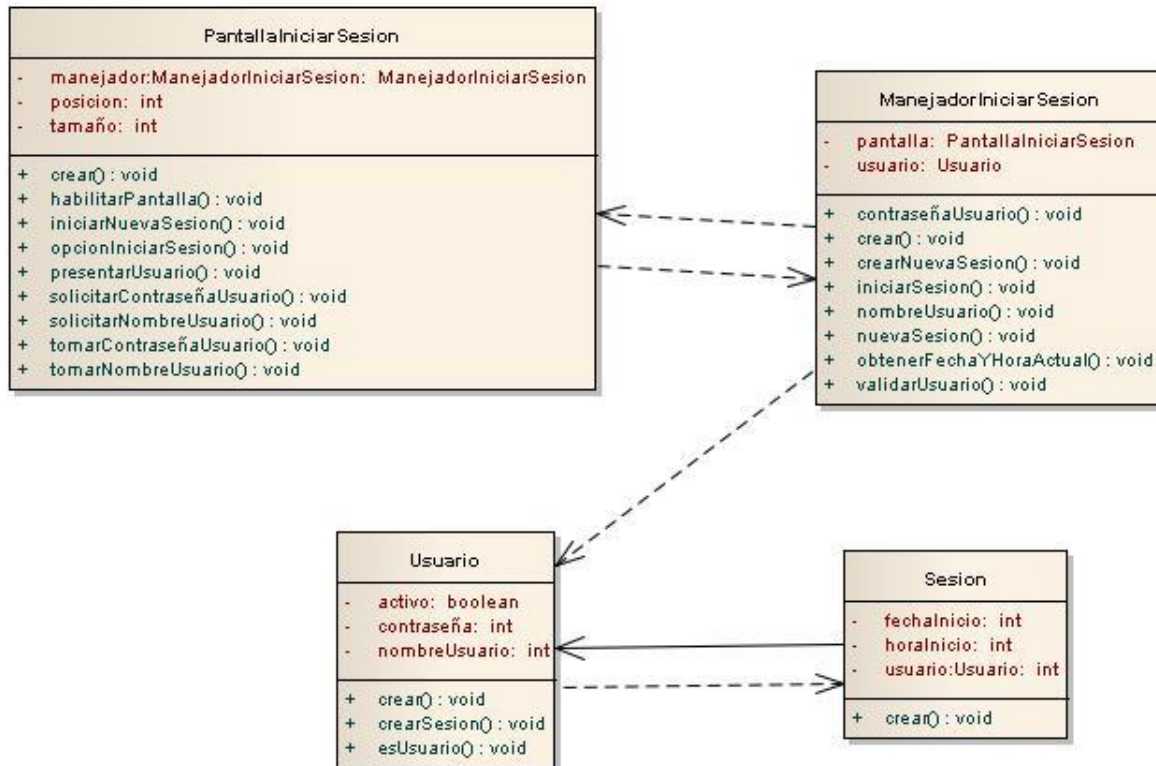 PantallaIniciarSesion
- manejador:ManejadorIniciarSesion: ManejadorIniciarSesion
- posicion: int
- tamaño: int
+ crear() : void
+ habilitarPantalla() : void
+ iniciarNuevaSesion() : void
+ opcionIniciarSesion() : void
+ presentarUsuario() : void
+ solicitarContraseñaUsuario() : void
+ solicitarNombreUsuario() : void
+ tomarContraseñaUsuario() : void
+ tomarNombreUsuario() : void
ManejadorIniciarSesion
- pantalla: PantallaIniciarSesion
- usuario: Usuario
+ contraseñaUsuario() : void
+ crear() : void
+ crearNuevaSesion() : void
+ iniciarSesion() : void
+ nombreUsuario() : void
+ nuevaSesion() : void
+ obtenerFechaYHoraActual() : void
+ validarUsuario() : void
Usuario
- activo: boolean
- contraseña: int
- nombreUsuario: int
+ crear() : void
+ crearSesion() : void
+ esUsuario() : void
Sesion
- fechaInicio: int
- horaInicio: int
- usuario:Usuario: int
+ crear() : void